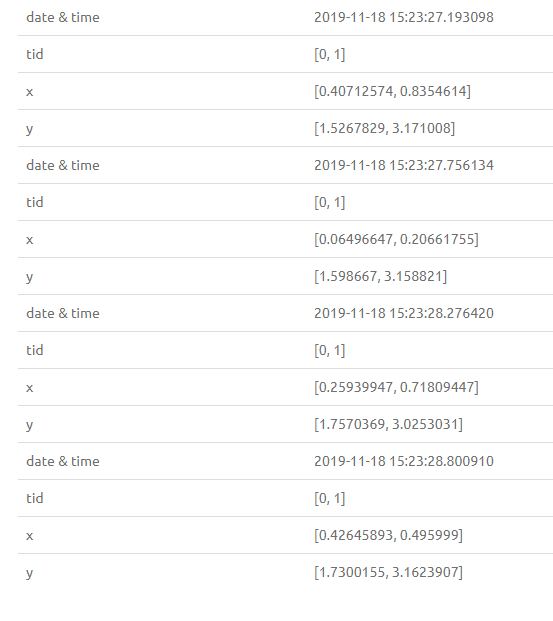 date & time 2019-11-18 15:23:27.193098
tid [0, 1]
x [0.40712574, 0.8354614]
y [1.5267829, 3.171008]
date & time 2019-11-18 15:23:27.756134
tid [0, 1]
x [0.06496647, 0.20661755]
y [1.598667, 3.158821]
date & time 2019-11-18 15:23:28.276420
tid [0, 1]
x [0.25939947, 0.71809447]
y [1.7570369, 3.0253031]
date & time 2019-11-18 15:23:28.800910
tid [0, 1]
x [0.42645893, 0.495999]
y [1.7300155, 3.1623907]